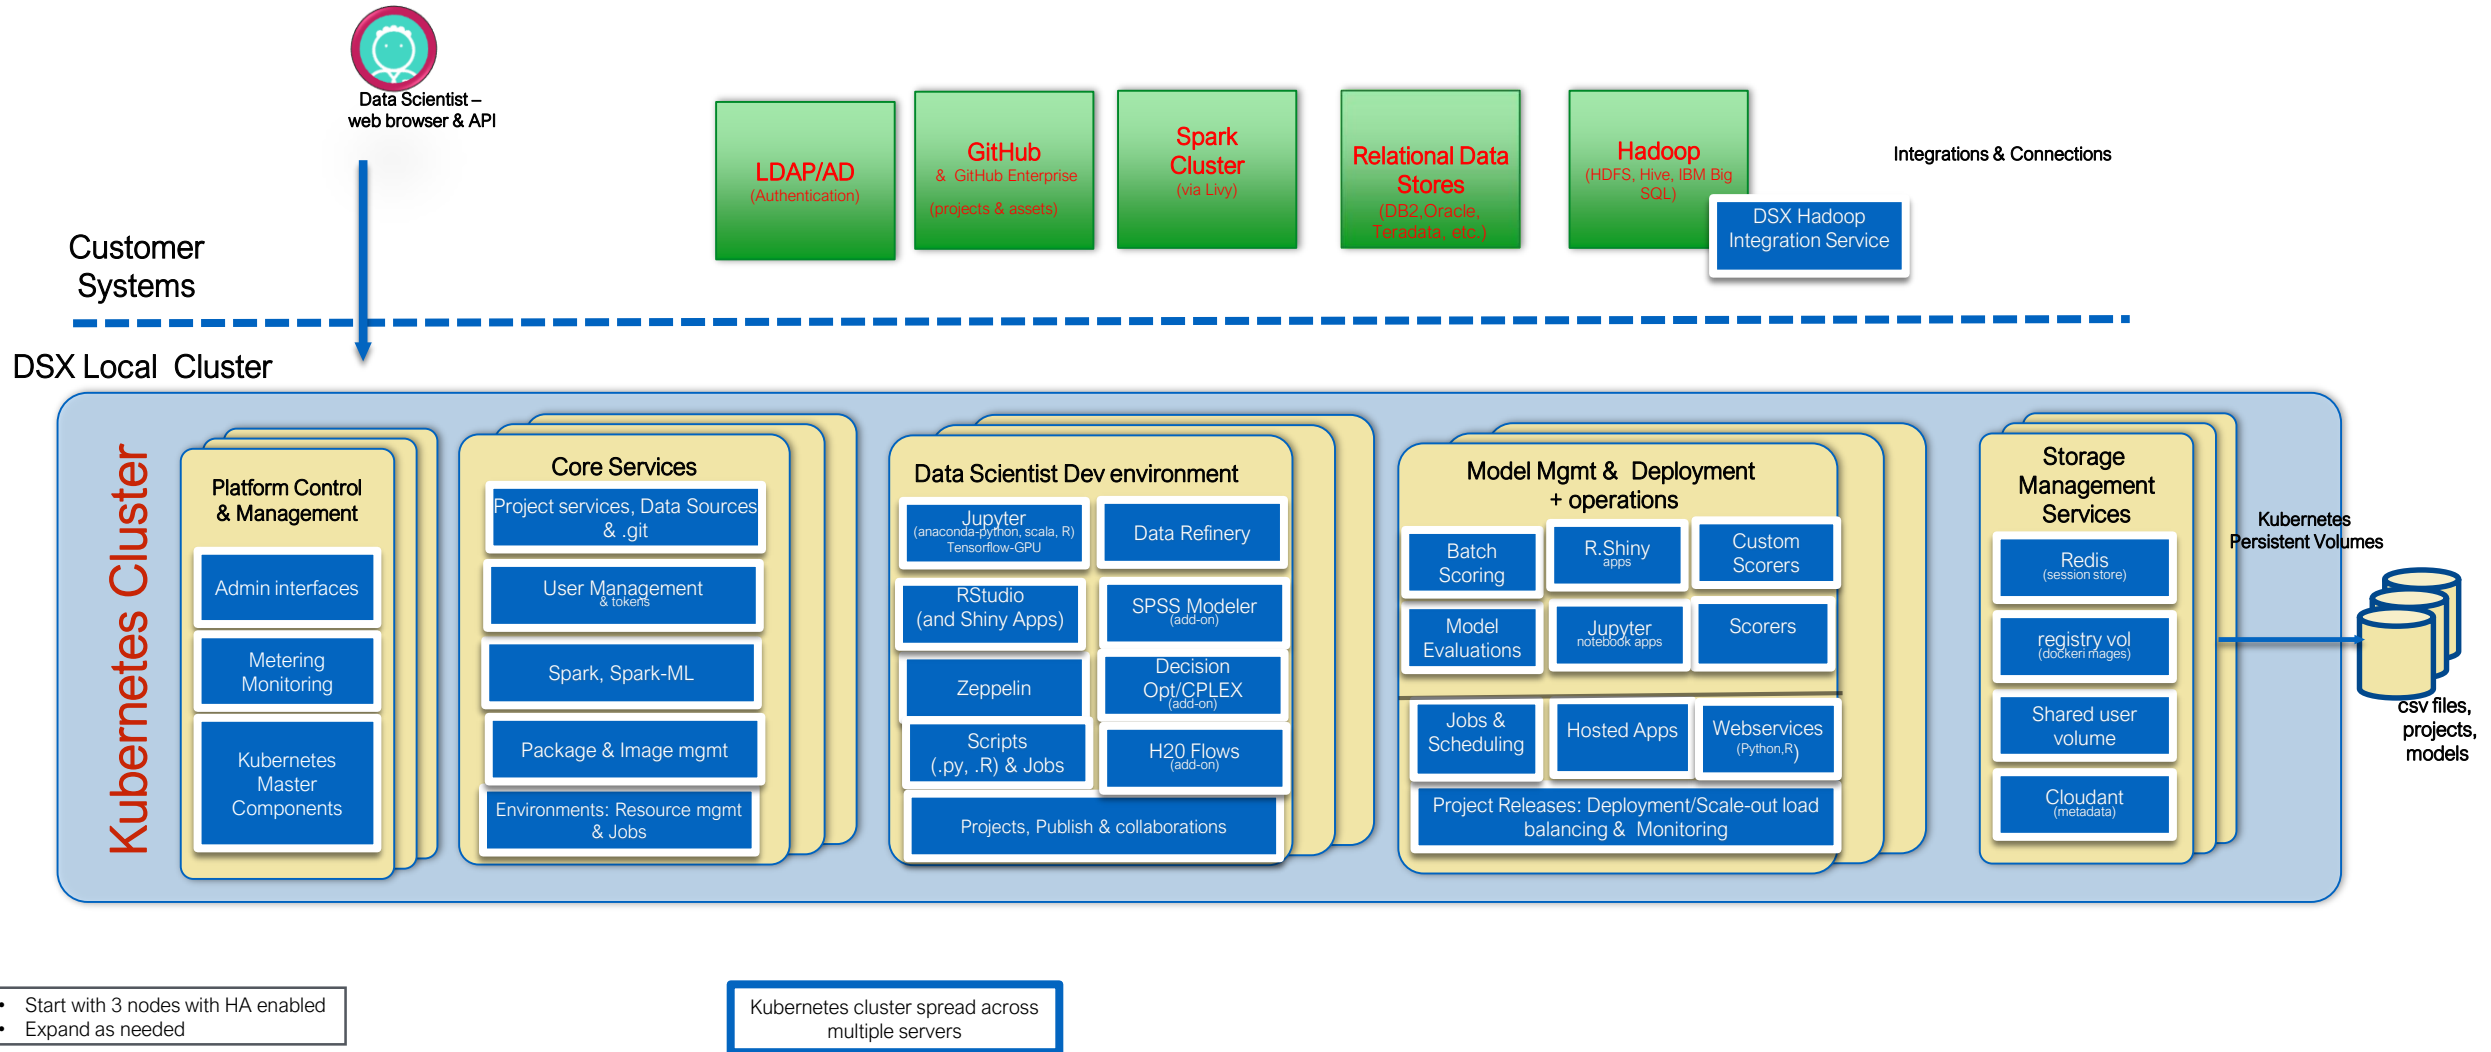 Data Scientist –
web browser & API
LDAP/AD
(Authentication)
GitHub
& GitHub Enterprise
(projects & assets)
Spark
Cluster
(via Livy)
Relational Data
Stores
(DB2,Oracle,
Teradata, etc.)
Hadoop
(HDFS, Hive, IBM Big
SQL)
DSX Hadoop
Integration Service
Integrations & Connections
Customer
Systems
DSX Local Cluster
Kubernetes Cluster
Platform Control
& Management
Admin interfaces
Metering
Monitoring
Kubernetes
Master
Components
Core Services
Project services, Data Sources
& .git
User Management
& tokens
Spark, Spark-ML
Package & Image mgmt
Environments: Resource mgmt
& Jobs
Data Scientist Dev environment
Jupyter
(anaconda-python, scala, R)
Tensorflow-GPU
Data Refinery
RStudio
(and Shiny Apps)
SPSS Modeler
(add-on)
Zeppelin
Decision
Opt/CPLEX
(add-on)
Scripts
(.py, .R) & Jobs
H20 Flows
(add-on)
Projects, Publish & collaborations
Model Mgmt & Deployment
+ operations
Batch
Scoring
R.Shiny
apps
Custom
Scorers
Model
Evaluations
Jupyter
notebook apps
Scorers
Jobs &
Scheduling
Hosted Apps
Webservices
(Python,R)
Project Releases: Deployment/Scale-out load
balancing & Monitoring
Storage
Management
Services
Redis
(session store)
registry vol
(dockeri mages)
Shared user
volume
Cloudant
(metadata)
Kubernetes
Persistent Volumes
csv files,
projects,
models
• Start with 3 nodes with HA enabled
• Expand as needed
Kubernetes cluster spread across
multiple servers